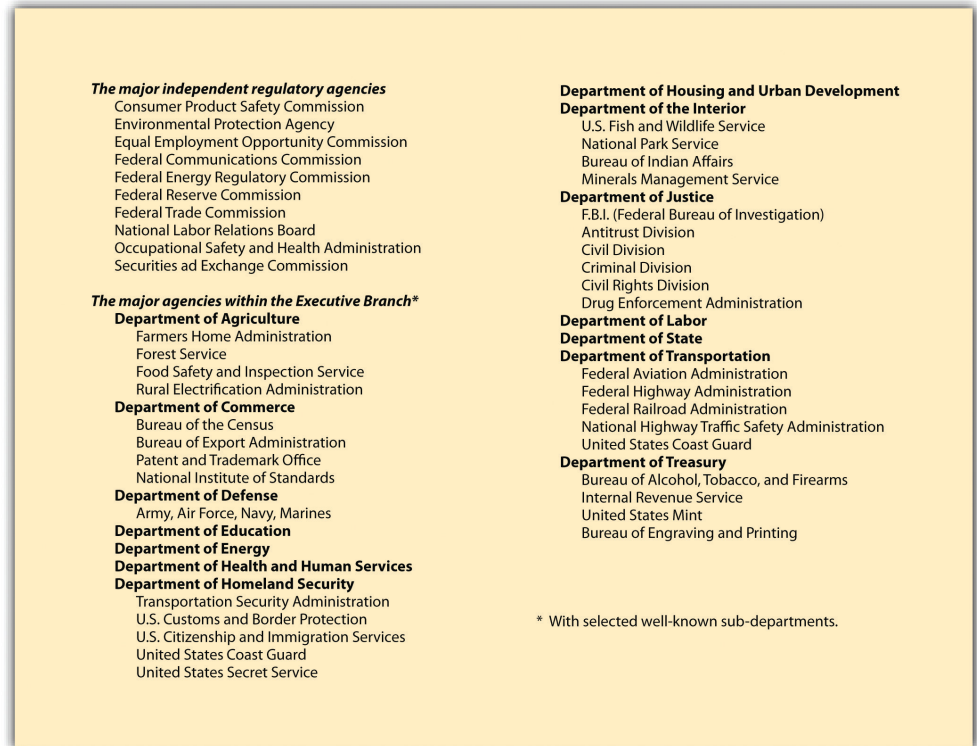 The major independent regulatory agencies
Consumer Product Safety Commission
Environmental Protection Agency
Equal Employment Opportunity Commission
Federal Communications Commission
Federal Energy Regulatory Commission
Federal Reserve Commission
Federal Trade Commission
National Labor Relations Board
Occupational Safety and Health Administration
Securities ad Exchange Commission
The major agencies within the Executive Branch*
Department of Agriculture
Farmers Home Administration
Forest Service
Food Safety and Inspection Service
Rural Electrification Administration
Department of Commerce
Bureau of the Census
Bureau of Export Administration
Patent and Trademark Office
National Institute of Standards
Department of Defense
Army, Air Force, Navy, Marines
Department of Education
Department of Energy
Department of Health and Human Services
Department of Homeland Security
Transportation Security Administration
U.S. Customs and Border Protection
U.S. Citizenship and Immigration Services
United States Coast Guard
United States Secret Service
Department of Housing and Urban Development
Department of the Interior
U.S. Fish and Wildlife Service
National Park Service
Bureau of Indian Affairs
Minerals Management Service
Department of Justice
F.B.I. (Federal Bureau of Investigation)
Antitrust Division
Civil Division
Criminal Division
Civil Rights Division
Drug Enforcement Administration
Department of Labor
Department of State
Department of Transportation
Federal Aviation Administration
Federal Highway Administration
Federal Railroad Administration
National Highway Traffic Safety Administration
United States Coast Guard
Department of Treasury
Bureau of Alcohol, Tobacco, and Firearms
Internal Revenue Service
United States Mint
Bureau of Engraving and Printing
* With selected well-known sub-departments.